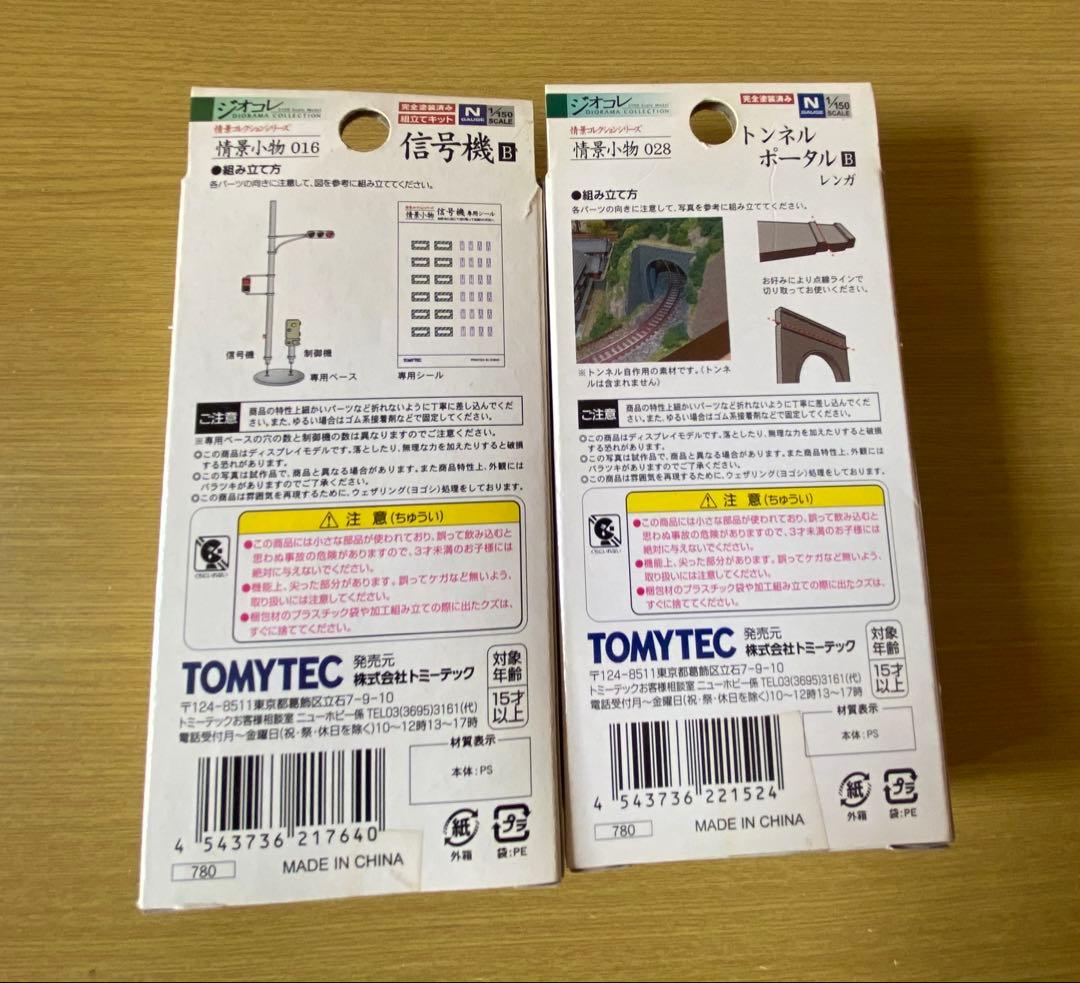 ジオコレ
DIORAMA COLLECTION
完全塗装済み
組立てキット
N
GAUGE
1/150
SCALE
情景コレクションシリーズ
情景小物 016
信号機 B
●組み立て方
各パーツの向きに注意して、図を参考に組み立ててください。
情景小物 信号機 専用シール
TOMYTEC
信号機
制御機
専用ベース
専用シール
ご注意
商品の特性上細かいパーツなど折れないように丁寧に差し込んでくだ
さい。また、ゆるい場合はゴム系接着剤などで固定してください。
※専用ベースの穴の数と制御機の数は異なりますのでご注意ください。
◎この商品はディスプレイモデルです。落としたり、無理な力を加えたりすると破損
する恐れがあります。
◎この写真は試作品で、商品と異なる場合があります。また商品特性上、外観には
バラツキがありますのでご了承ください。
◎この商品は雰囲気を再現するために、ウェザリング(ヨゴシ)処理をしております。
くちにいれない
⚠ 注意(ちゅうい)
●この商品には小さな部品が使われており、誤って飲み込むと
思わぬ事故の危険がありますので、3才未満のお子様には
絶対に与えないでください。
●機能上、尖った部分があります。誤ってケガなど無いよう、
取り扱いには注意してください。
●梱包材のプラスチック袋や加工組み立ての際に出たクズは、
すぐに捨ててください。
TOMYTEC
発売元
株式会社トミーテック
〒124-8511東京都葛飾区立石7-9-10
トミーテックお客様相談室 ニューホビー係 TEL03(3695)3161(代)
電話受付月〜金曜日(祝・祭・休日を除く)10〜12時13〜17時
対象
年齢
15才
以上
材質表示
本体:PS
4 543736 217640
780
MADE IN CHINA
紙
外箱
プラ
袋:PE
ジオコレ
DIORAMA COLLECTION
完全塗装済み
N
GAUGE
1/150
SCALE
情景コレクションシリーズ
情景小物 028
トンネル
ポータル B
レンガ
●組み立て方
各パーツの向きに注意して、写真を参考に組み立ててください。
お好みにより点線ラインで
切り取ってお使いください。
※トンネル自作用の素材です。(トンネ
ルは含まれません)
ご注意
商品の特性上細かいパーツなど折れないように丁寧に差し込んでくだ
さい。また、ゆるい場合はゴム系接着剤などで固定してください。
◎この商品はディスプレイモデルです。落としたり、無理な力を加えたりすると破損
する恐れがあります。
◎この写真は試作品で、商品と異なる場合があります。また商品特性上、外観には
バラツキがありますのでご了承ください。
◎この商品は雰囲気を再現するために、ウェザリング(ヨゴシ)処理をしております。
くちにいれない
⚠ 注意(ちゅうい)
●この商品には小さな部品が使われており、誤って飲み込むと
思わぬ事故の危険がありますので、3才未満のお子様には
絶対に与えないでください。
●機能上、尖った部分があります。誤ってケガなど無いよう、
取り扱いには注意してください。
●梱包材のプラスチック袋や加工組み立ての際に出たクズは、
すぐに捨ててください。
TOMYTEC
発売元
株式会社トミーテック
〒124-8511東京都葛飾区立石7-9-10
トミーテックお客様相談室 ニューホビー係 TEL03(3695)3161(代)
電話受付月〜金曜日(祝・祭・休日を除く)10〜12時13〜17時
対象
年齢
15才
以上
材質表示
本体:PS
4 543736 221524
780
MADE IN CHINA
紙
外箱
プラ
袋:PE